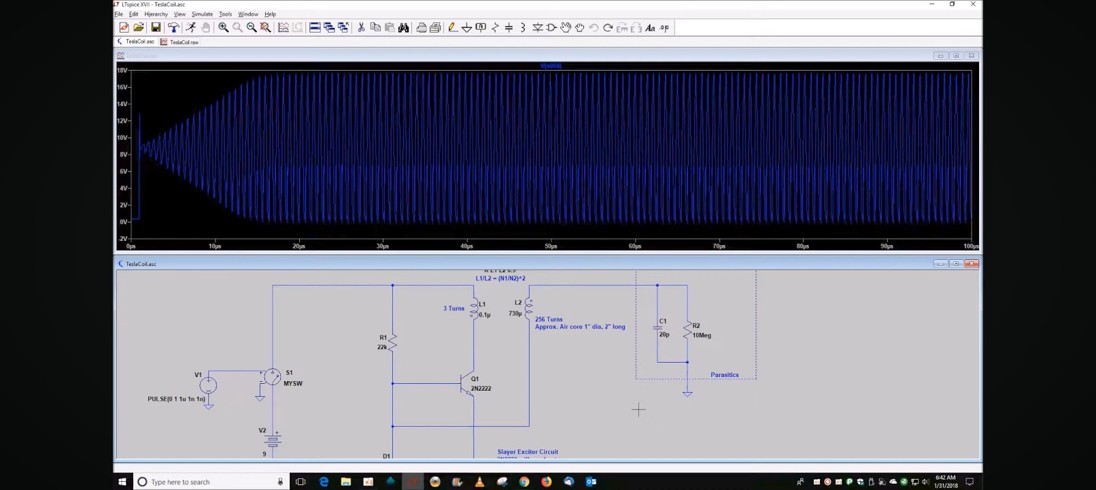 LTspice XVII - TeslaCoil.asc
File Edit Hierarchy View Simulate Tools Window Help
TeslaCoil.asc TeslaCoil.raw
18V
16V
14V
12V
10V
8V
6V
4V
2V
0V
-2V
0µs 10µs 20µs 30µs 40µs 50µs 60µs 70µs 80µs 90µs 100µs
TeslaCoil.asc
L1/L2 = (N1/N2)^2
3 Turns
L1
0.1µ
L2
730µ
256 Turns
Approx. Air core 1" dia, 2" long
C1
20p
R2
10Meg
Parasitics
R1
22k
Q1
2N2222
V1
PULSE(0 1 1u 1n 1n)
S1
MYSW
V2
9
D1
Slayer Exciter Circuit
Type here to search
6:42 AM
1/31/2018